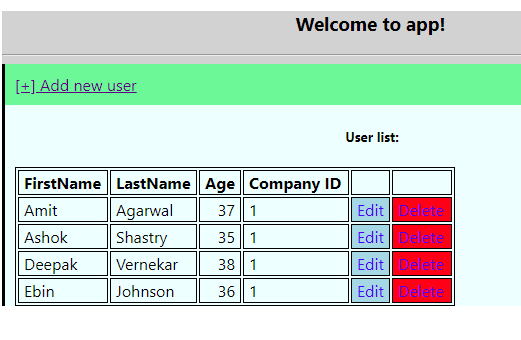 Welcome to app!
[+] Add new user
User list:
FirstName LastName Age Company ID
Amit Agarwal 37 1 Edit Delete
Ashok Shastry 35 1 Edit Delete
Deepak Vernekar 38 1 Edit Delete
Ebin Johnson 36 1 Edit Delete